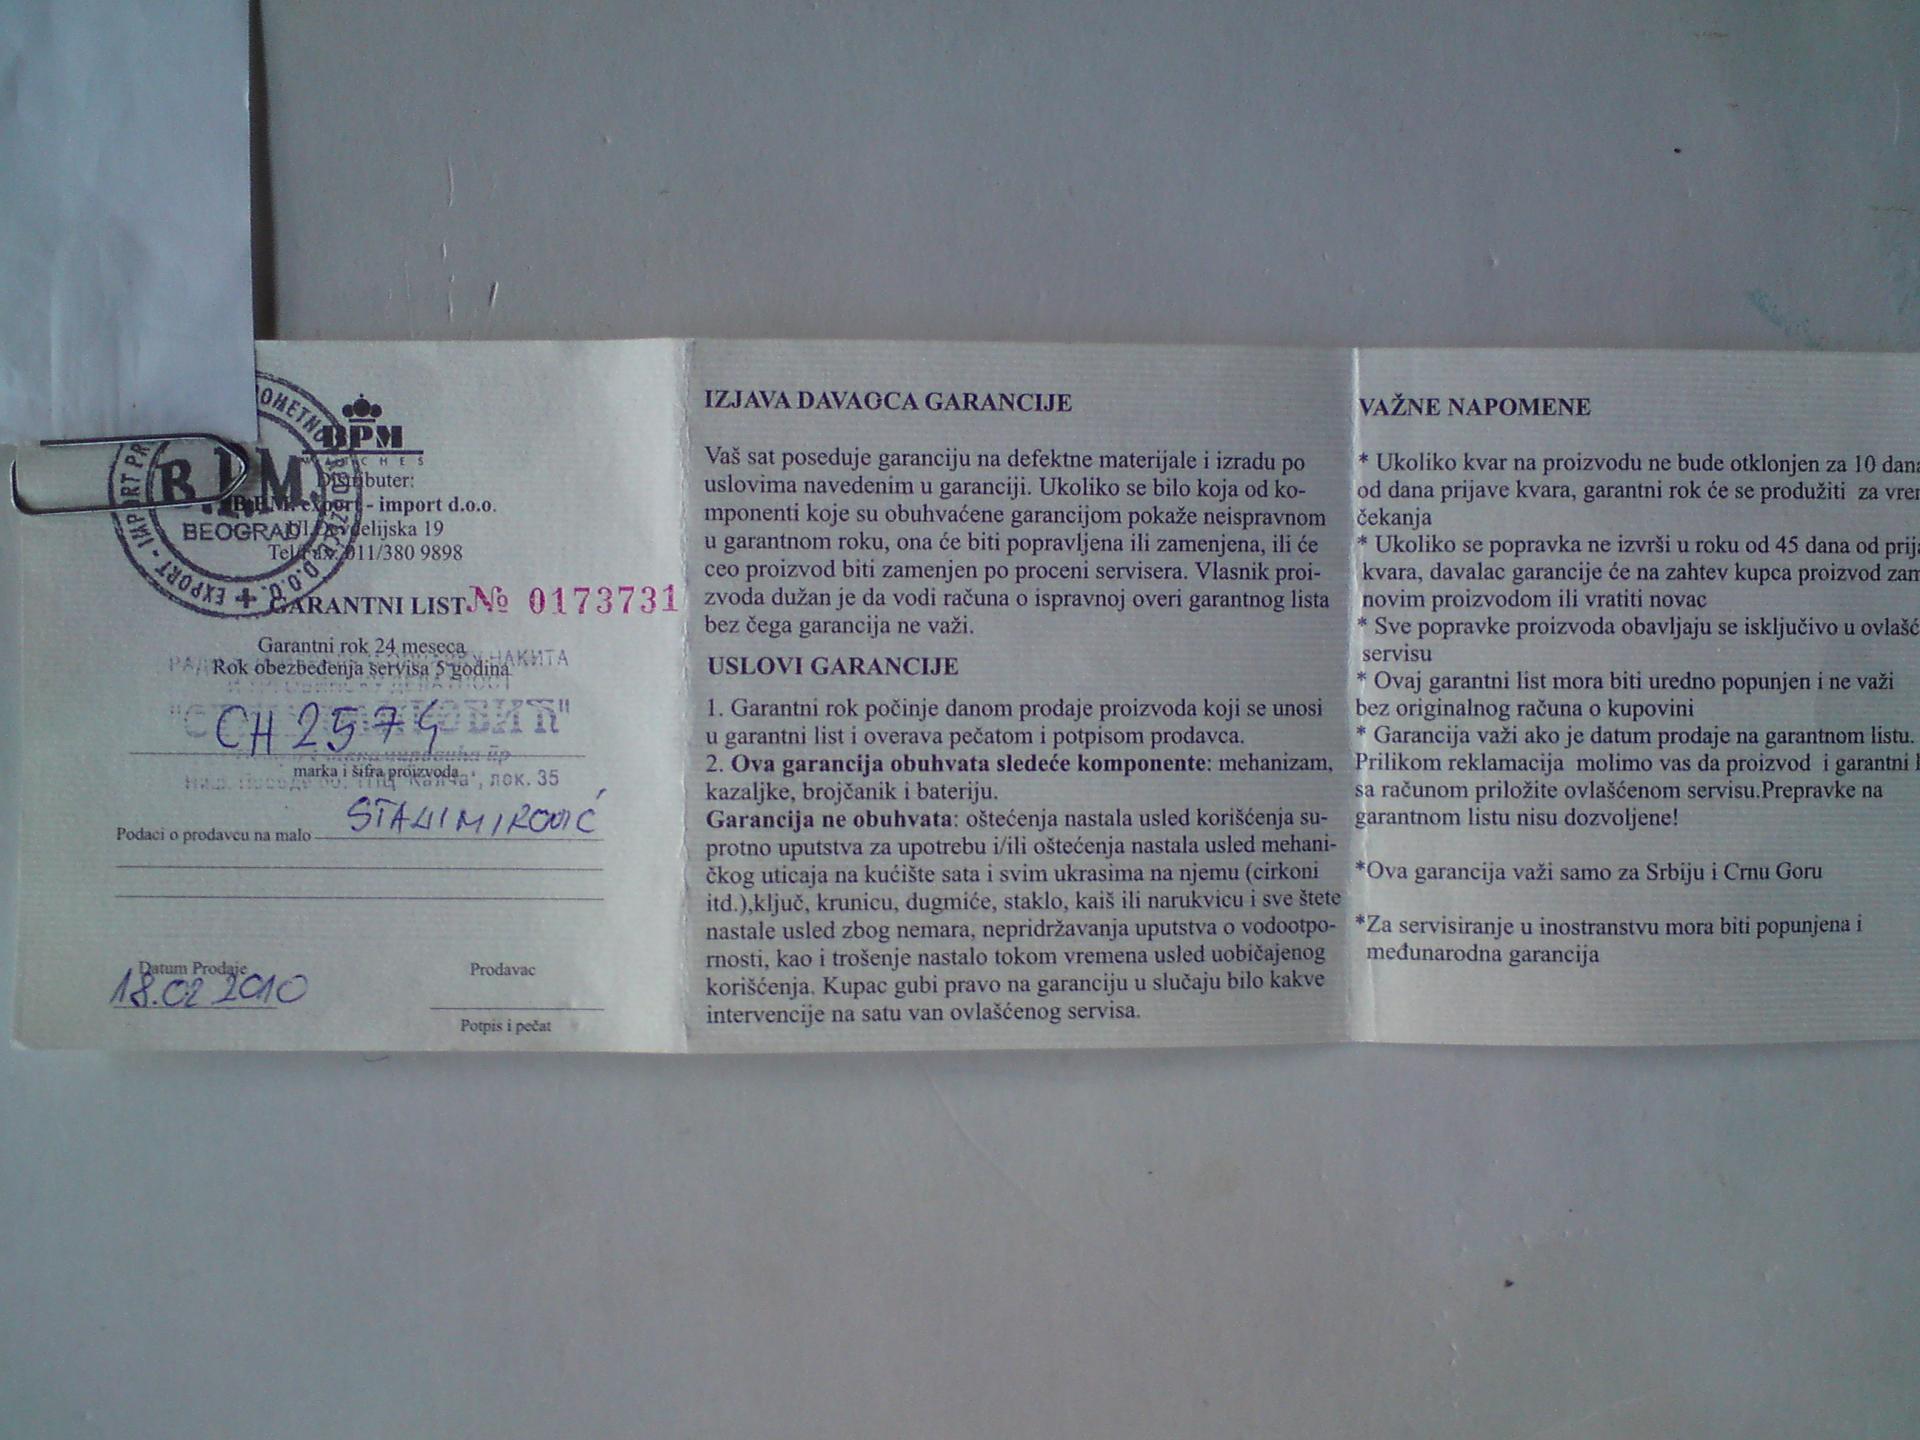 BPM
WATCHES
Distributer:
B.P.M. export - import d.o.o.
Tel/Fax: 011/380 9898
B.P.M.
BEOGRAD
EXPORT - IMPORT
D.O.O.
GARANTNI LIST № 0173731
Garantni rok 24 meseca
Rok obezbeđenja servisa 5 godina
НАКИТА
CH 2574
marka i šifra proizvoda
лок. 35
Podaci o prodavcu na malo STANIMIROVIĆ
Datum Prodaje
18.02 2010
Prodavac
Potpis i pečat
IZJAVA DAVAOCA GARANCIJE
Vaš sat poseduje garanciju na defektne materijale i izradu po
uslovima navedenim u garanciji. Ukoliko se bilo koja od ko-
mponenti koje su obuhvaćene garancijom pokaže neispravnom
u garantnom roku, ona će biti popravljena ili zamenjena, ili će
ceo proizvod biti zamenjen po proceni servisera. Vlasnik proi-
zvoda dužan je da vodi računa o ispravnoj overi garantnog lista
bez čega garancija ne važi.
USLOVI GARANCIJE
1. Garantni rok počinje danom prodaje proizvoda koji se unosi
u garantni list i overava pečatom i potpisom prodavca.
2. Ova garancija obuhvata sledeće komponente: mehanizam,
kazaljke, brojčanik i bateriju.
Garancija ne obuhvata: oštećenja nastala usled korišćenja su-
protno uputstva za upotrebu i/ili oštećenja nastala usled mehani-
čkog uticaja na kućište sata i svim ukrasima na njemu (cirkoni
itd.),ključ, krunicu, dugmiće, staklo, kaiš ili narukvicu i sve štete
nastale usled zbog nemara, nepridržavanja uputstva o vodootpo-
rnosti, kao i trošenje nastalo tokom vremena usled uobičajenog
korišćenja. Kupac gubi pravo na garanciju u slučaju bilo kakve
intervencije na satu van ovlašćenog servisa.
VAŽNE NAPOMENE
* Ukoliko kvar na proizvodu ne bude otklonjen za 10 dana
od dana prijave kvara, garantni rok će se produžiti za vre
čekanja
* Ukoliko se popravka ne izvrši u roku od 45 dana od prij
kvara, davalac garancije će na zahtev kupca proizvod zam
novim proizvodom ili vratiti novac
* Sve popravke proizvoda obavljaju se isključivo u ovlašć
servisu
* Ovaj garantni list mora biti uredno popunjen i ne važi
bez originalnog računa o kupovini
* Garancija važi ako je datum prodaje na garantnom listu.
Prilikom reklamacija molimo vas da proizvod i garantni l
sa računom priložite ovlašćenom servisu.Prepravke na
garantnom listu nisu dozvoljene!
*Ova garancija važi samo za Srbiju i Crnu Goru
*Za servisiranje u inostranstvu mora biti popunjena i
međunarodna garancija